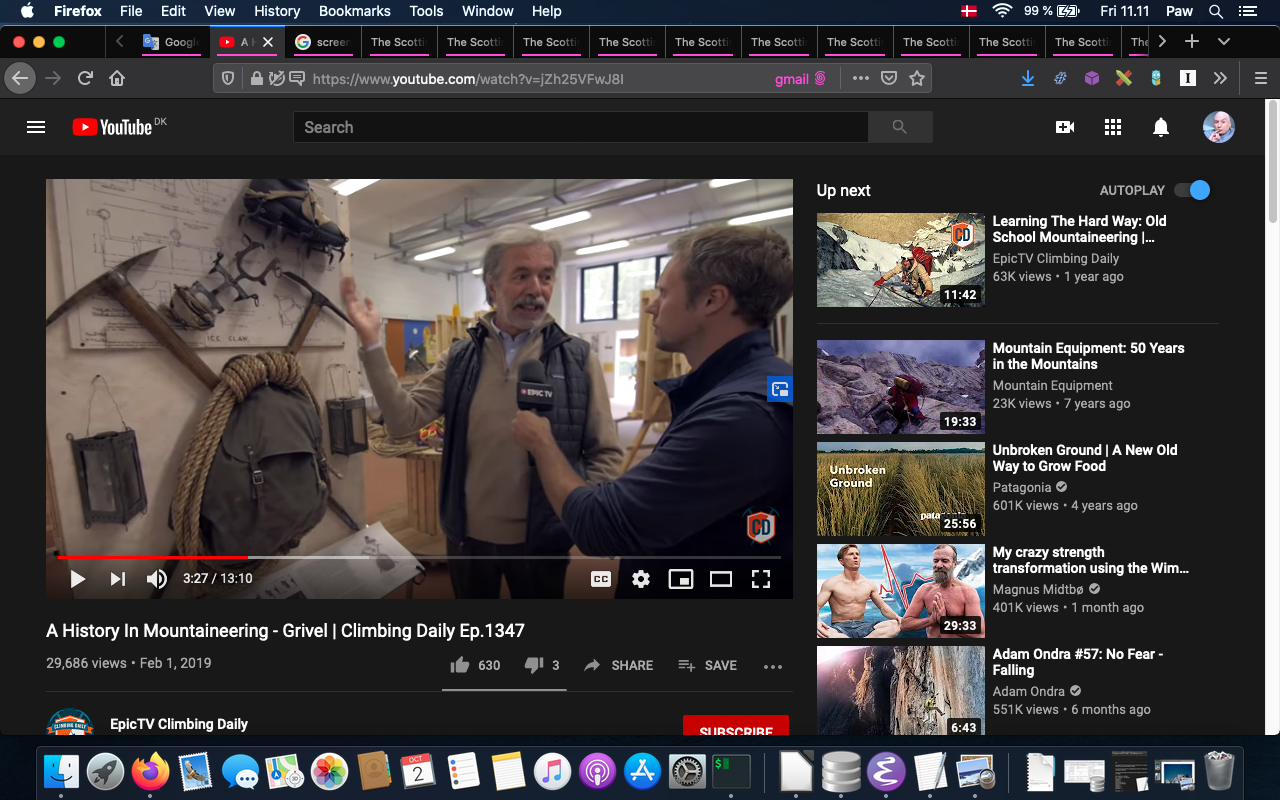 Firefox File Edit View History Bookmarks Tools Window Help 99 % Fri 11.11 Paw
Googl A H screen The Scotti The Scotti The Scotti The Scotti The Scotti The Scotti The Scotti The Scotti The Scotti The Scotti The
https://www.youtube.com/watch?v=jZh25VFwJ8I gmail
YouTube DK
Search
ICE CLAW.
EPIC TV
CD
3:27 / 13:10
CC
A History In Mountaineering - Grivel | Climbing Daily Ep.1347
29,686 views • Feb 1, 2019
630 3 SHARE SAVE
CLIMBING DAILY
EpicTV Climbing Daily
SUBSCRIBE
Up next
AUTOPLAY
CD
11:42
Learning The Hard Way: Old
School Mountaineering |...
EpicTV Climbing Daily
63K views • 1 year ago
19:33
Mountain Equipment: 50 Years
in the Mountains
Mountain Equipment
23K views • 7 years ago
Unbroken
Ground
25:56
Unbroken Ground | A New Old
Way to Grow Food
Patagonia
601K views • 4 years ago
29:33
My crazy strength
transformation using the Wim...
Magnus Midtbø
401K views • 1 month ago
6:43
Adam Ondra #57: No Fear -
Falling
Adam Ondra
551K views • 6 months ago
OCT
2
$